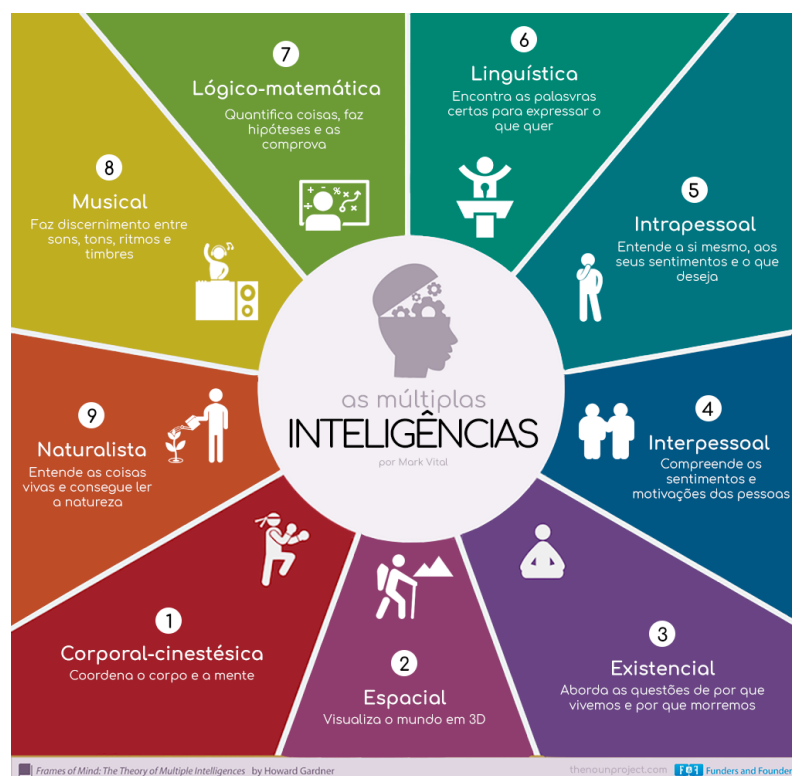 7
Lógico-matemática
Quantifica coisas, faz
hipóteses e as
comprova
6
Linguística
Encontra as palasvras
certas para expressar o
que quer
8
Musical
Faz discernimento entre
sons, tons, ritmos e
timbres
5
Intrapessoal
Entende a si mesmo, aos
seus sentimentos e o que
deseja
as múltiplas
INTELIGÊNCIAS
por Mark Vital
9
Naturalista
Entende as coisas
vivas e consegue ler
a natureza
4
Interpessoal
Compreende os
sentimentos e
motivações das pessoas
1
Corporal-cinestésica
Coordena o corpo e a mente
2
Espacial
Visualiza o mundo em 3D
3
Existencial
Aborda as questões de por que
vivemos e por que morremos
Frames of Mind: The Theory of Multiple Intelligences by Howard Gardner
thenounproject.com F&F Funders and Founder